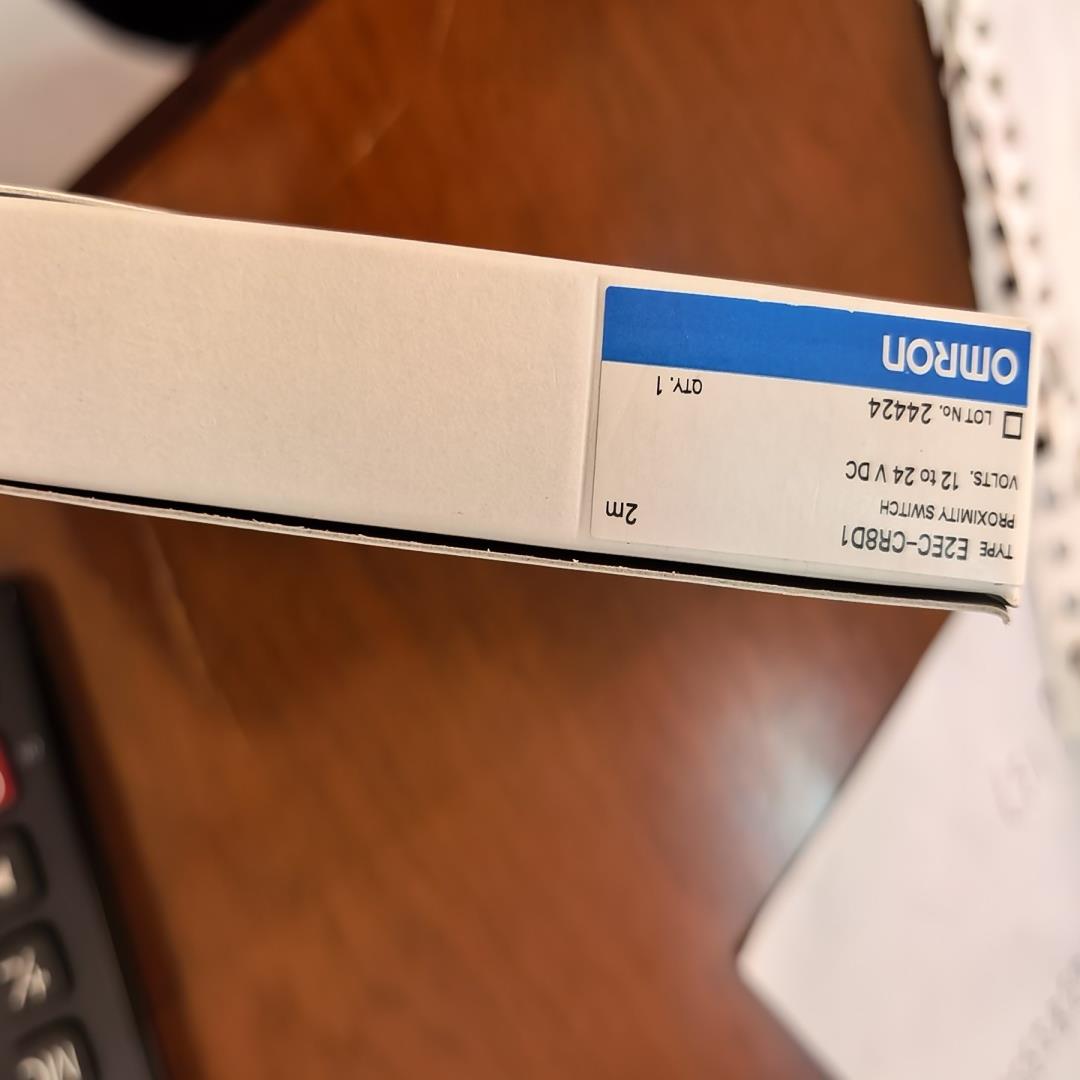 OMRON
LOT No. 24424 QTY. 1
VOLTS. 12 to 24 V DC
PROXIMITY SWITCH
TYPE E2EC-CR8D1 2m